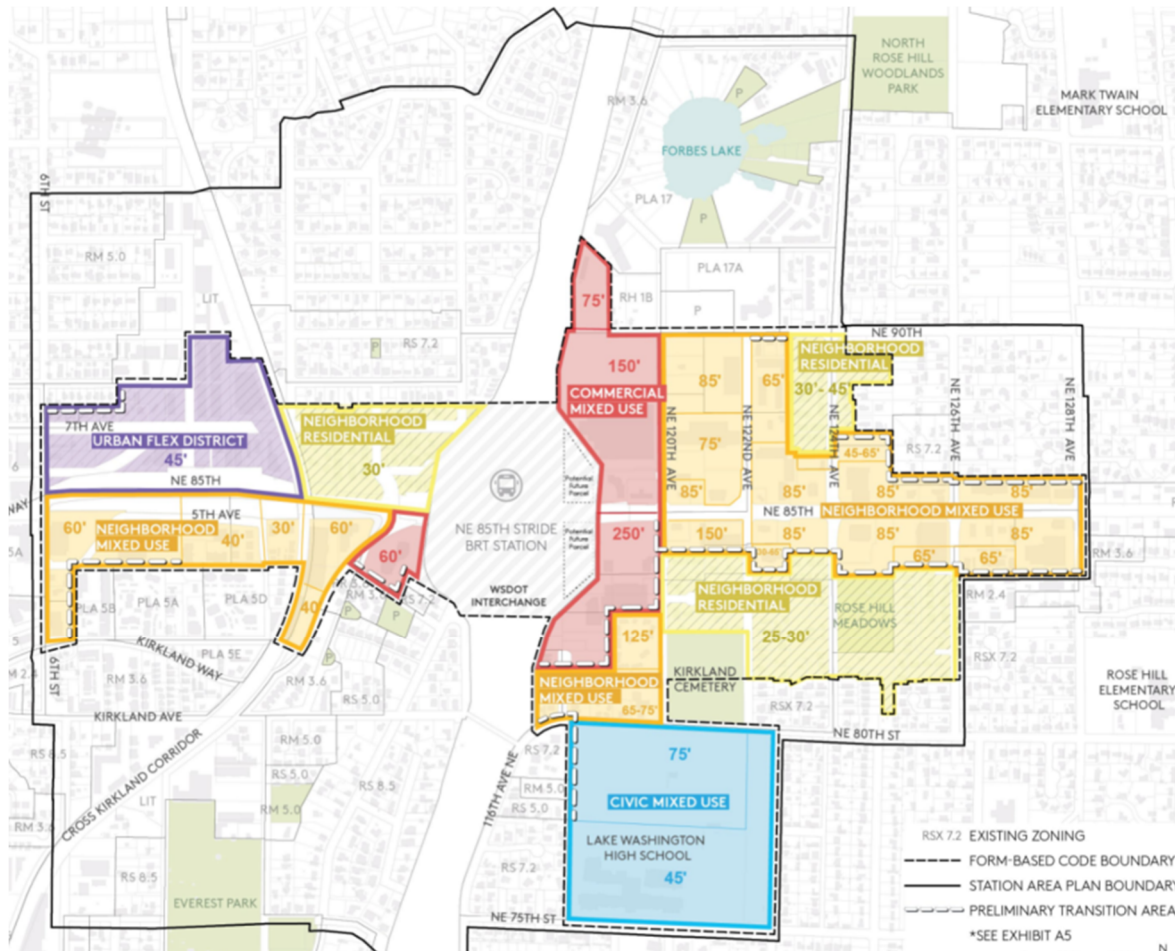 NORTH
ROSE HILL
WOODLANDS
PARK
MARK TWAIN
ELEMENTARY SCHOOL
RM 3.6
P
FORBES LAKE
6TH ST
PLA 17
P
RM 5.0
PLA 17A
LIT
75'
RH 1B
P
NE 90TH
RS 7.2
P
NEIGHBORHOOD
RESIDENTIAL
30'- 45'
150'
COMMERCIAL
MIXED USE
85'
65'
NE 120TH AVE
NE 122ND AVE
NE 124TH AVE
NE 126TH AVE
NE 128TH AVE
7TH AVE
URBAN FLEX DISTRICT
45'
NE 85TH
NEIGHBORHOOD
RESIDENTIAL
30'
75'
45-65'
RS 7.2
Potential
Future
Parcel
85'
85'
85'
85'
NE 85TH STRIDE
BRT STATION
NE 85TH
NEIGHBORHOOD MIXED USE
WAY
5TH AVE
60'
NEIGHBORHOOD
MIXED USE
40'
30'
60'
60'
Potential
Future
Parcel
250'
150'
85'
85'
85'
65'
65'
5A
RM 3.6
WSDOT
INTERCHANGE
NEIGHBORHOOD
RESIDENTIAL
25-30'
ROSE HILL
MEADOWS
RM 2.4
PLA 5B
PLA 5A
PLA 5D
40'
P
P
RS 7.2
125'
KIRKLAND WAY
PLA 5E
P
RSX 7.2
6TH ST
RM 3.6
RM 3.6
RS 5.0
NEIGHBORHOOD
MIXED USE
65-75'
KIRKLAND
CEMETERY
RSX 7.2
ROSE HILL
ELEMENTARY
SCHOOL
KIRKLAND AVE
NE 80TH ST
RS 8.5
RM 5.0
CROSS KIRKLAND CORRIDOR
RS 5.0
RS 8.5
116TH AVE NE
RS 7.2
75'
RM 5.0
RS 5.0
CIVIC MIXED USE
LIT
RM 5.0
RM 3.6
LAKE WASHINGTON
HIGH SCHOOL
45'
RS 8.5
RS 7.2
EVEREST PARK
NE 75TH ST
RSX 7.2 EXISTING ZONING
FORM-BASED CODE BOUNDARY
STATION AREA PLAN BOUNDARY
PRELIMINARY TRANSITION AREA
*SEE EXHIBIT A5